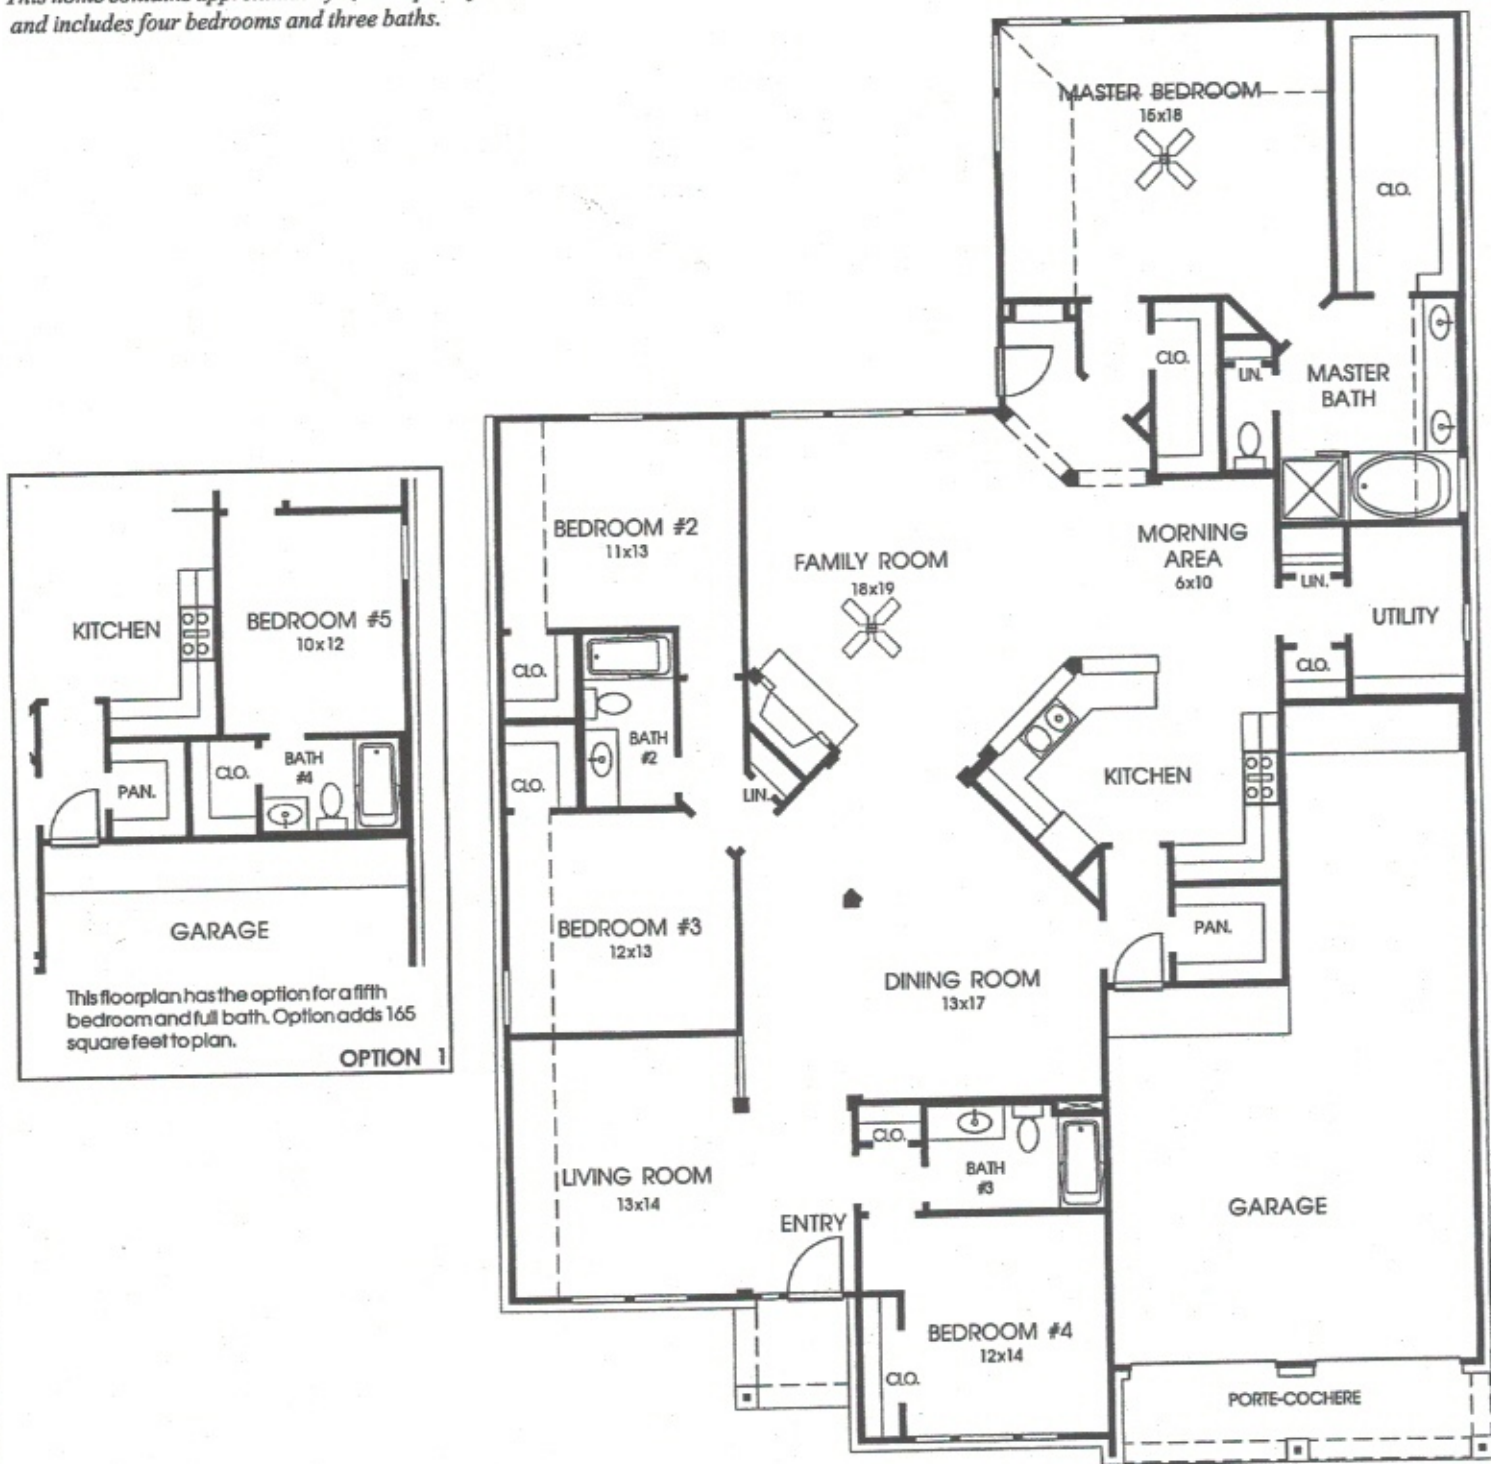 and includes four bedrooms and three baths.
MASTER BEDROOM
15x18
CLO.
CLO.
LIN.
MASTER
BATH
BEDROOM #2
11x13
FAMILY ROOM
18x19
MORNING
AREA
6x10
LIN.
UTILITY
CLO.
CLO.
BATH
#2
CLO.
LIN.
KITCHEN
BEDROOM #3
12x13
PAN.
DINING ROOM
13x17
CLO.
BATH
#3
LIVING ROOM
13x14
ENTRY
GARAGE
BEDROOM #4
12x14
CLO.
PORTE-COCHERE
KITCHEN
BEDROOM #5
10x12
BATH
#4
CLO.
PAN.
GARAGE
This floorplan has the option for a fifth
bedroom and full bath. Option adds 165
square feet to plan.
OPTION 1